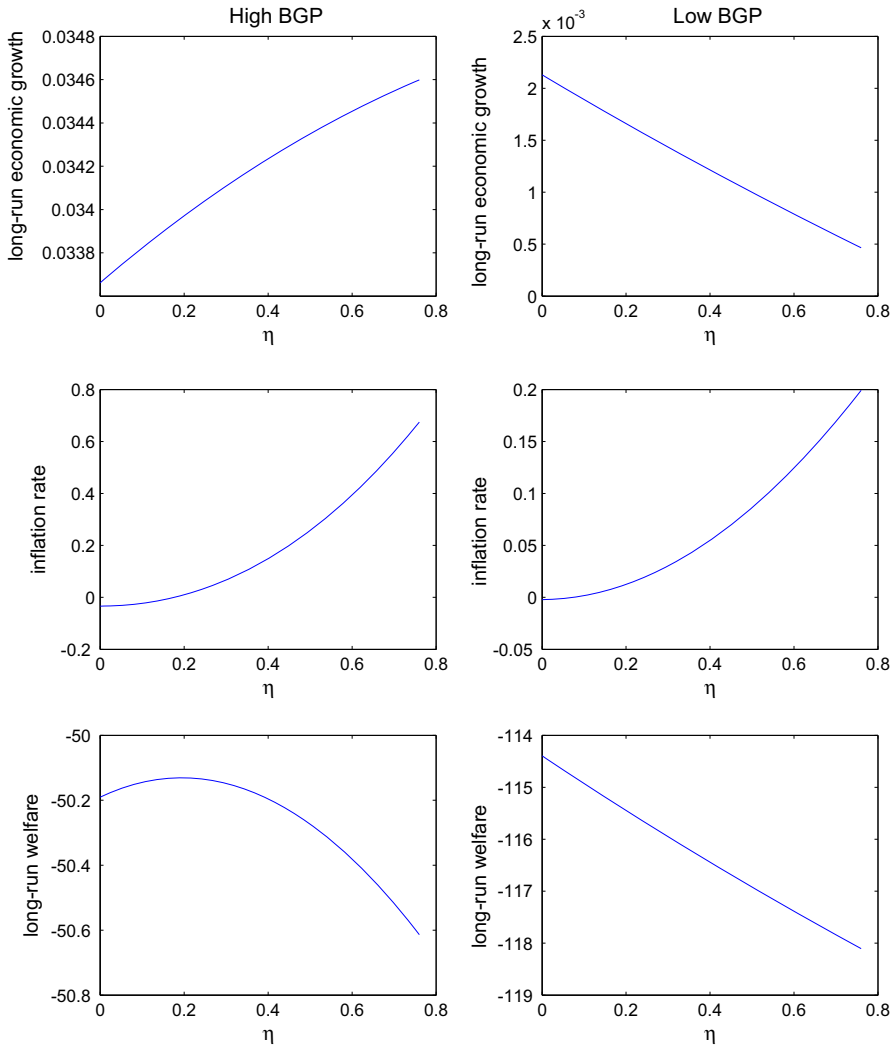 High BGP
0.0348
0.0346
0.0344
0.0342
0.034
0.0338
long-run economic growth
0 0.2 0.4 0.6 0.8
η
Low BGP
x 10⁻³
2.5
2
1.5
1
0.5
0
long-run economic growth
0 0.2 0.4 0.6 0.8
η
0.8
0.6
0.4
0.2
0
-0.2
inflation rate
0 0.2 0.4 0.6 0.8
η
0.2
0.15
0.1
0.05
0
-0.05
inflation rate
0 0.2 0.4 0.6 0.8
η
-50
-50.2
-50.4
-50.6
-50.8
long-run welfare
0 0.2 0.4 0.6 0.8
η
-114
-115
-116
-117
-118
-119
long-run welfare
0 0.2 0.4 0.6 0.8
η